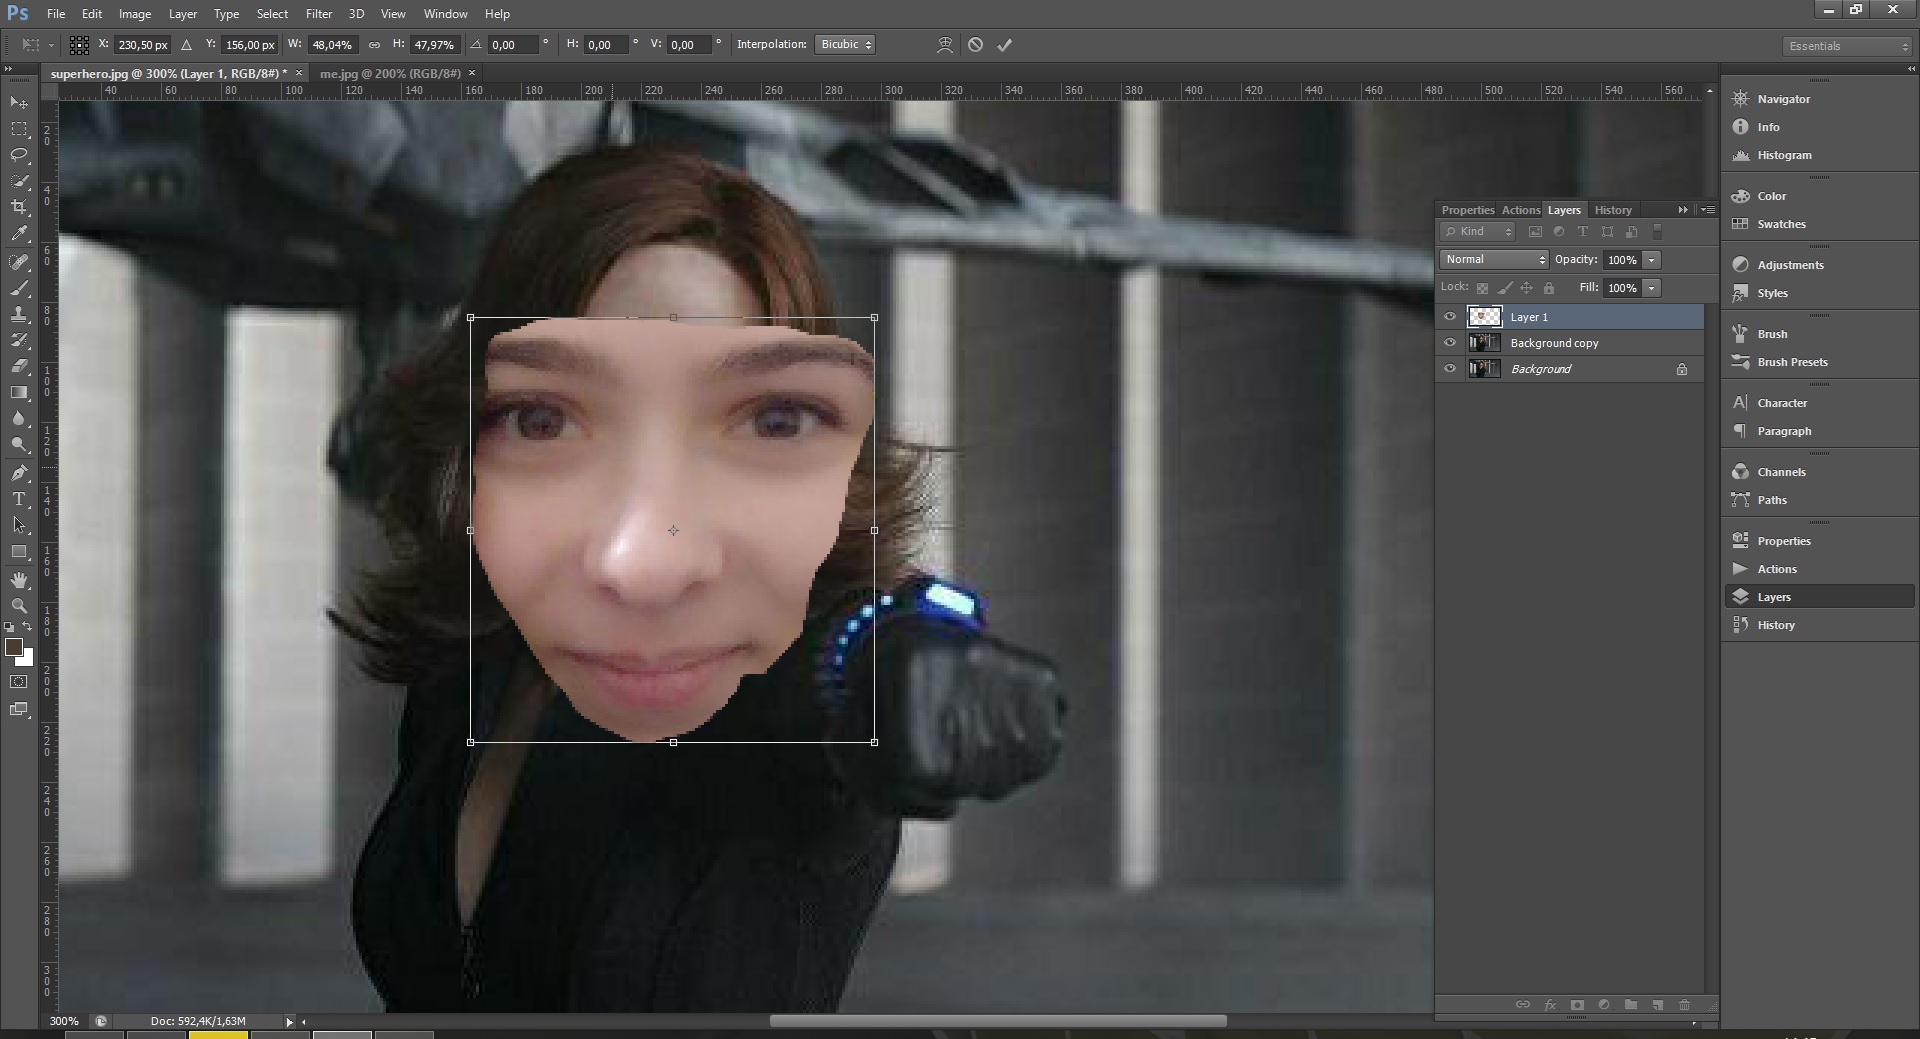 Ps File Edit Image Layer Type Select Filter 3D View Window Help
X: 230,50 px Y: 156,00 px W: 48,04% H: 47,97% 0,00 ° H: 0,00 ° V: 0,00 ° Interpolation: Bicubic Essentials
superhero.jpg @ 300% (Layer 1, RGB/8#) * × me.jpg @ 200% (RGB/8#) ×
40 60 80 100 120 140 160 180 200 220 240 260 280 300 320 340 360 380 400 420 440 460 480 500 520 540 560
20
40
60
80
100
120
140
160
180
200
220
240
260
280
300
Properties Actions Layers History
Kind
Normal Opacity: 100%
Lock: Fill: 100%
Layer 1
Background copy
Background
Navigator
Info
Histogram
Color
Swatches
Adjustments
Styles
Brush
Brush Presets
Character
Paragraph
Channels
Paths
Properties
Actions
Layers
History
300% Doc: 592,4K/1,63M